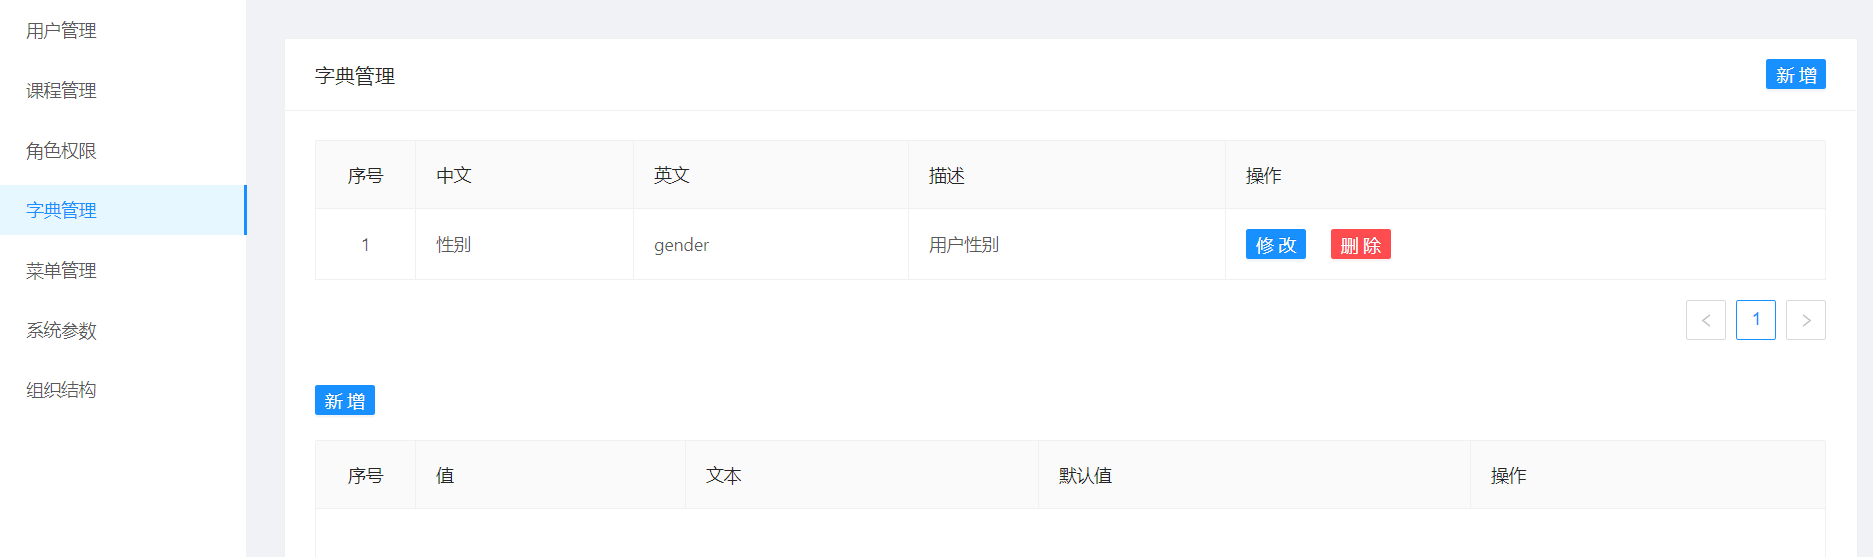 用户管理
课程管理
角色权限
字典管理
菜单管理
系统参数
组织结构
字典管理 新增
序号 中文 英文 描述 操作
1 性别 gender 用户性别 修改 删除
< 1 >
新增
序号 值 文本 默认值 操作